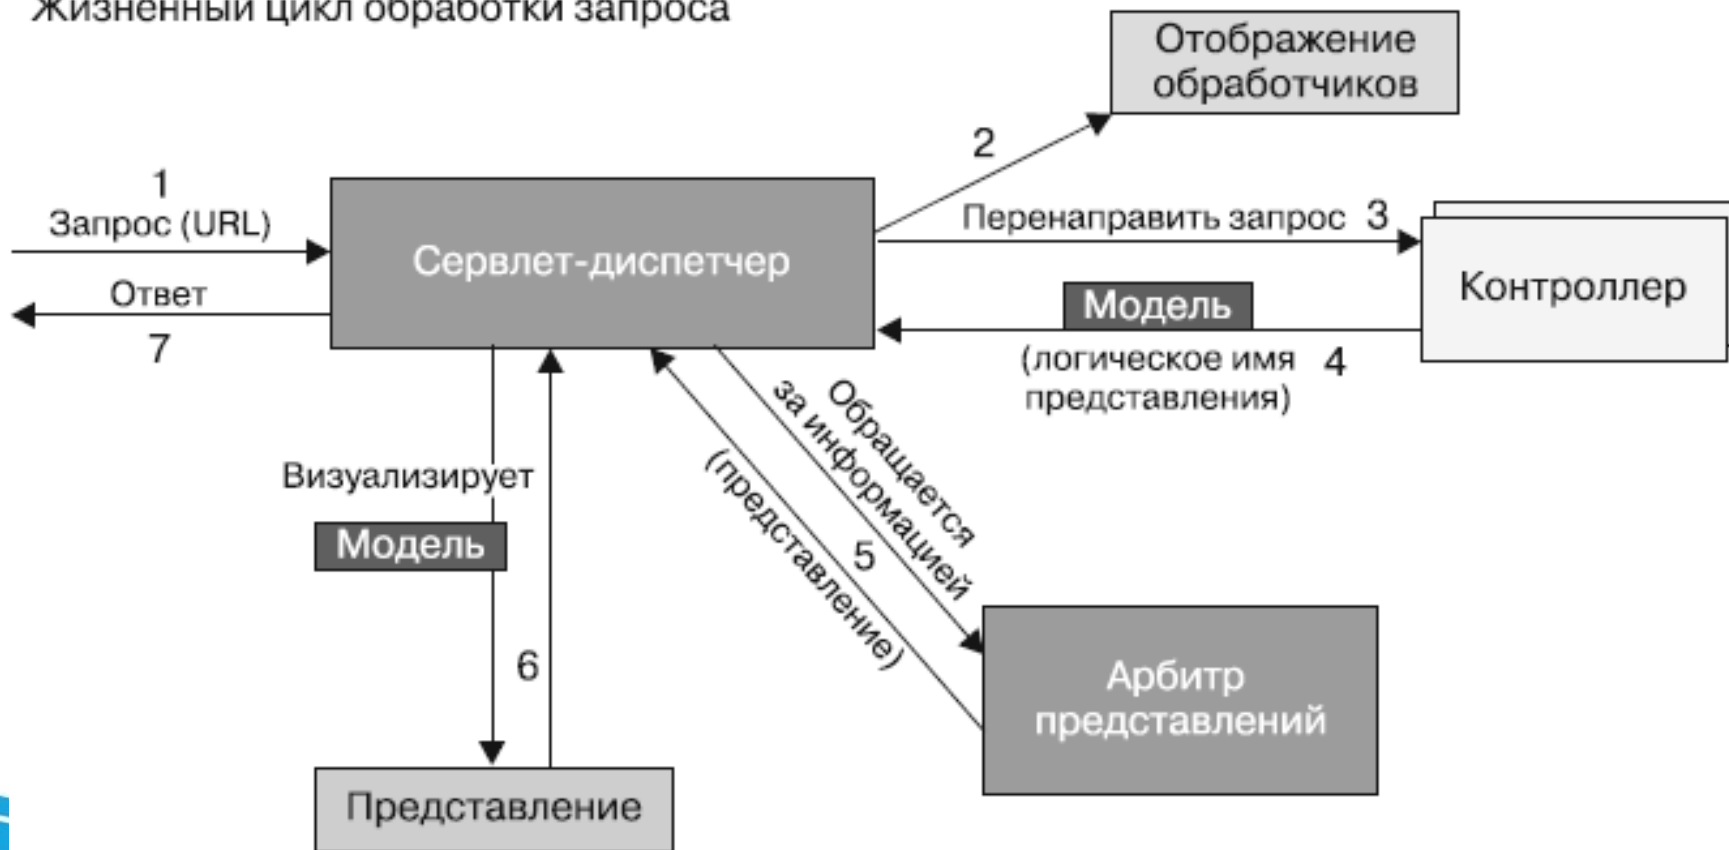 Жизненный цикл обработки запроса
Отображение
обработчиков
2
1
Запрос (URL)
Сервлет-диспетчер
Перенаправить запрос 3
Контроллер
Ответ
7
Модель
(логическое имя 4
представления)
Обращается
за информацией
5
(представление)
Визуализирует
Модель
6
Арбитр
представлений
Представление